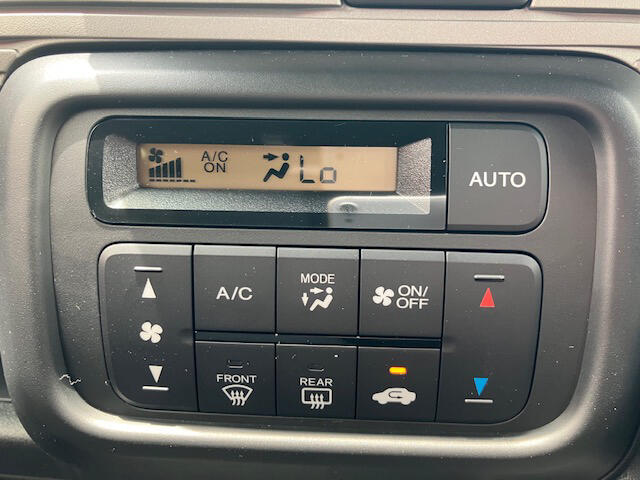 A/C
ON
Lo
AUTO
A/C
MODE
ON/
OFF
FRONT
REAR